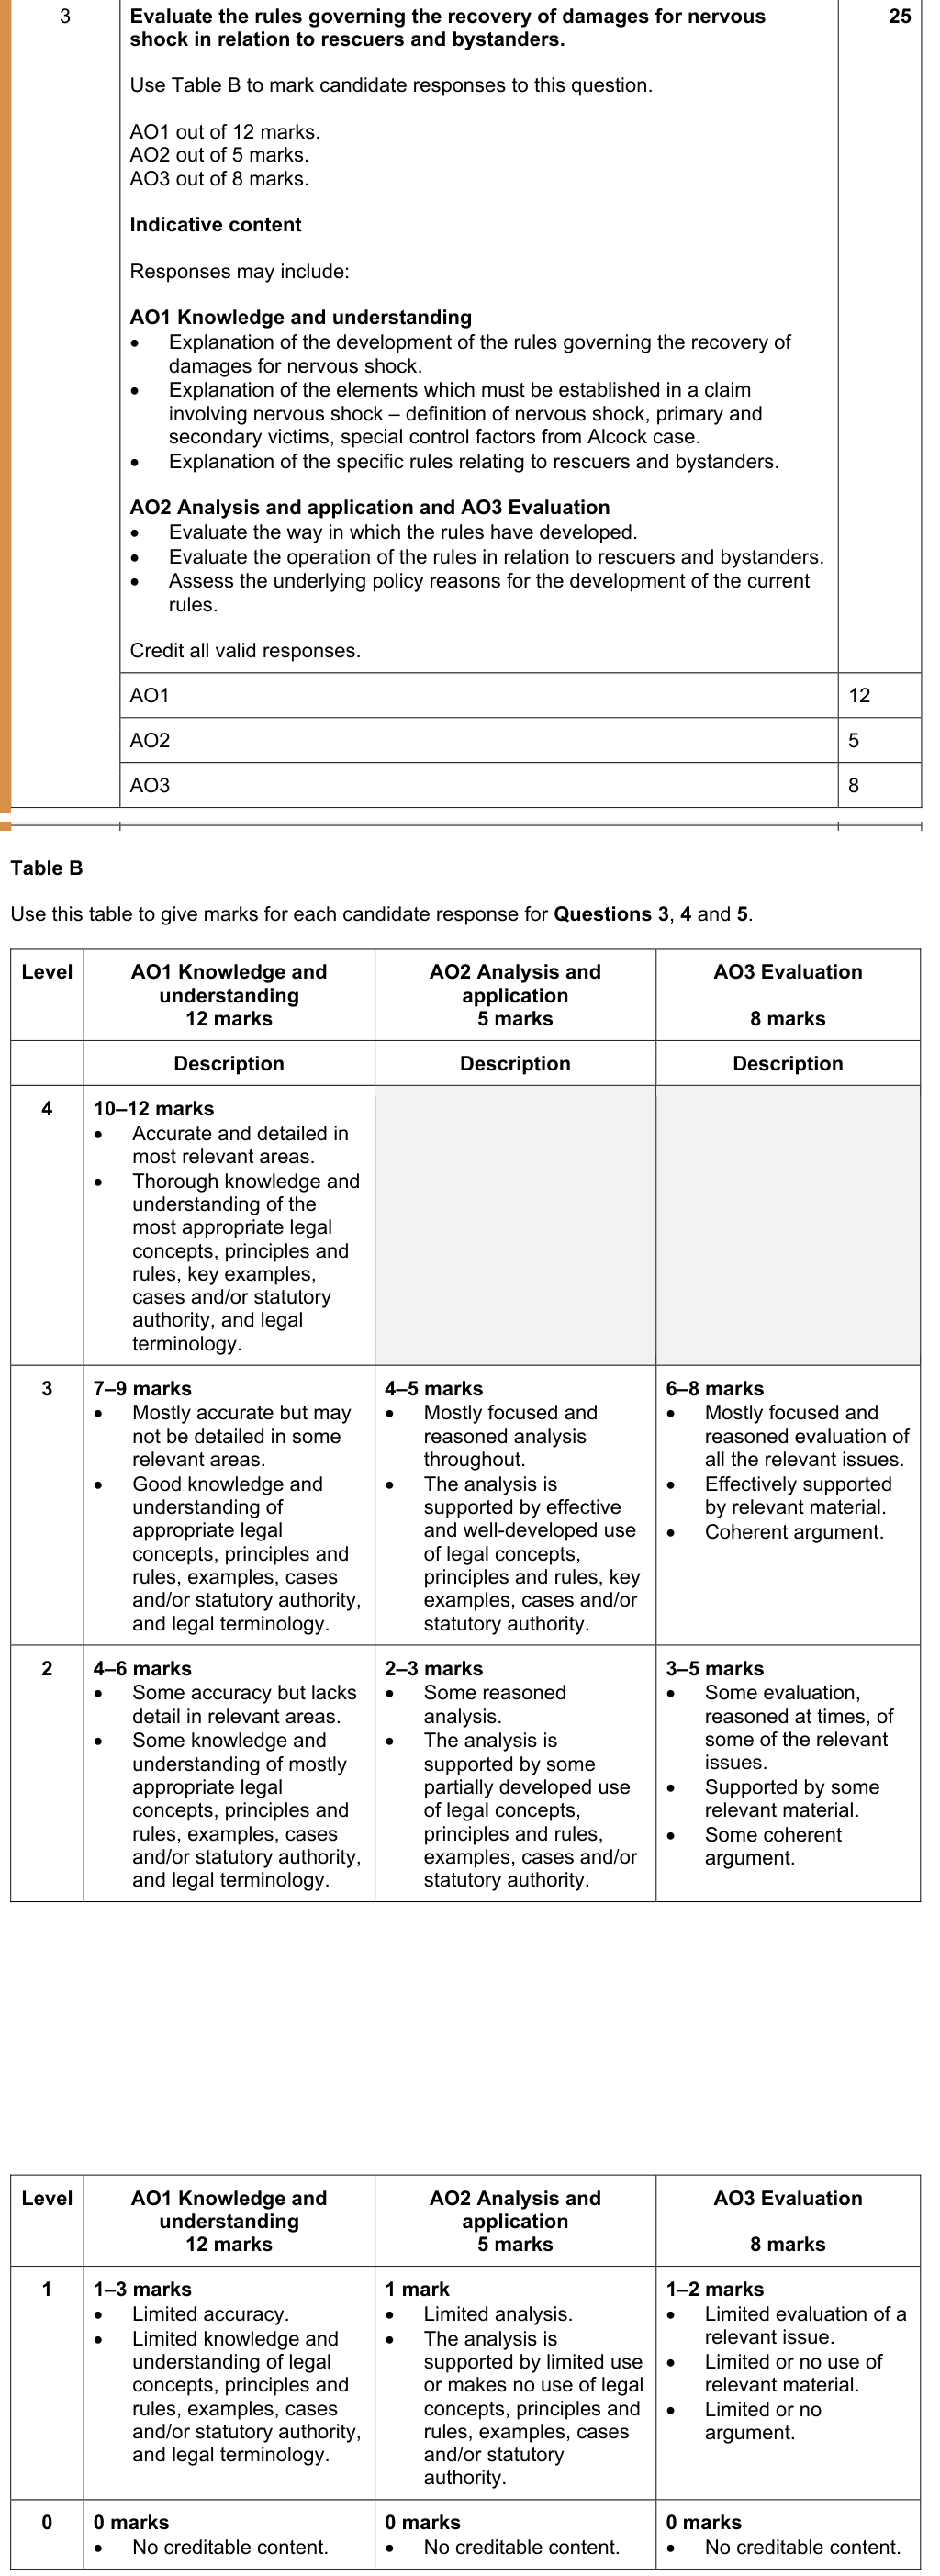 3
Evaluate the rules governing the recovery of damages for nervous
shock in relation to rescuers and bystanders.
25
Use Table B to mark candidate responses to this question.
AO1 out of 12 marks.
AO2 out of 5 marks.
AO3 out of 8 marks.
Indicative content
Responses may include:
AO1 Knowledge and understanding
• Explanation of the development of the rules governing the recovery of
damages for nervous shock.
• Explanation of the elements which must be established in a claim
involving nervous shock – definition of nervous shock, primary and
secondary victims, special control factors from Alcock case.
• Explanation of the specific rules relating to rescuers and bystanders.
AO2 Analysis and application and AO3 Evaluation
• Evaluate the way in which the rules have developed.
• Evaluate the operation of the rules in relation to rescuers and bystanders.
• Assess the underlying policy reasons for the development of the current
rules.
Credit all valid responses.
AO1 12
AO2 5
AO3 8
Table B
Use this table to give marks for each candidate response for Questions 3, 4 and 5.
Level
AO1 Knowledge and
understanding
12 marks
AO2 Analysis and
application
5 marks
AO3 Evaluation
8 marks
Description
Description
Description
4
10–12 marks
• Accurate and detailed in
most relevant areas.
• Thorough knowledge and
understanding of the
most appropriate legal
concepts, principles and
rules, key examples,
cases and/or statutory
authority, and legal
terminology.
3
7–9 marks
• Mostly accurate but may
not be detailed in some
relevant areas.
• Good knowledge and
understanding of
appropriate legal
concepts, principles and
rules, examples, cases
and/or statutory authority,
and legal terminology.
4–5 marks
• Mostly focused and
reasoned analysis
throughout.
• The analysis is
supported by effective
and well-developed use
of legal concepts,
principles and rules, key
examples, cases and/or
statutory authority.
6–8 marks
• Mostly focused and
reasoned evaluation of
all the relevant issues.
• Effectively supported
by relevant material.
• Coherent argument.
2
4–6 marks
• Some accuracy but lacks
detail in relevant areas.
• Some knowledge and
understanding of mostly
appropriate legal
concepts, principles and
rules, examples, cases
and/or statutory authority,
and legal terminology.
2–3 marks
• Some reasoned
analysis.
• The analysis is
supported by some
partially developed use
of legal concepts,
principles and rules,
examples, cases and/or
statutory authority.
3–5 marks
• Some evaluation,
reasoned at times, of
some of the relevant
issues.
• Supported by some
relevant material.
• Some coherent
argument.
Level
AO1 Knowledge and
understanding
12 marks
AO2 Analysis and
application
5 marks
AO3 Evaluation
8 marks
1
1–3 marks
• Limited accuracy.
• Limited knowledge and
understanding of legal
concepts, principles and
rules, examples, cases
and/or statutory authority,
and legal terminology.
1 mark
• Limited analysis.
• The analysis is
supported by limited use
or makes no use of legal
concepts, principles and
rules, examples, cases
and/or statutory
authority.
1–2 marks
• Limited evaluation of a
relevant issue.
• Limited or no use of
relevant material.
• Limited or no
argument.
0
0 marks
• No creditable content.
0 marks
• No creditable content.
0 marks
• No creditable content.